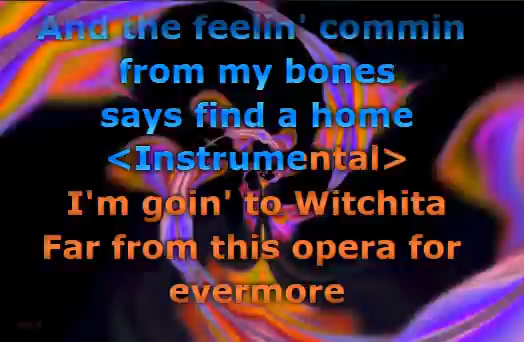 And the feelin' commin
from my bones
says find a home
<Instrumental>
I'm goin' to Witchita
Far from this opera for
evermore